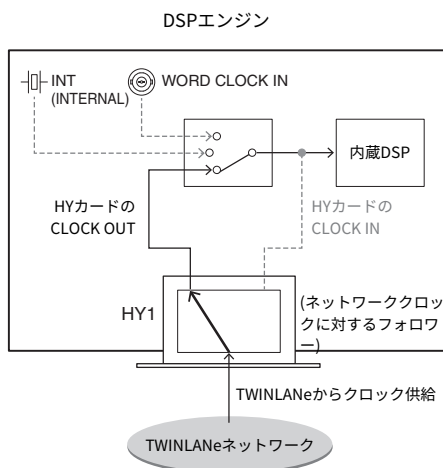 DSPエンジン
INT
(INTERNAL)
WORD CLOCK IN
内蔵DSP
HYカードの
CLOCK OUT
HYカードの
CLOCK IN
HY1
(ネットワーククロッ
クに対するフォロワ
ー)
TWINLANeからクロック供給
TWINLANeネットワーク